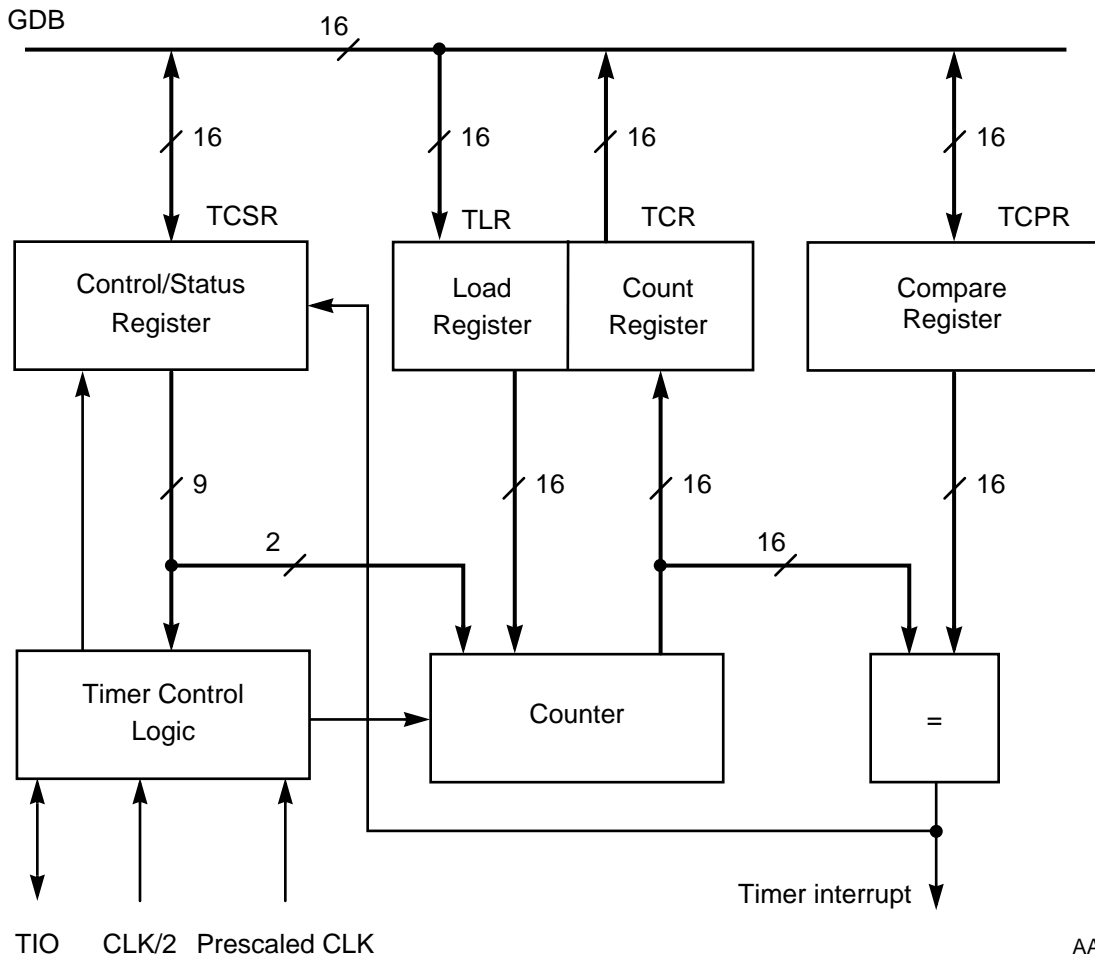 GDB
16
16
16
16
16
TCSR
TLR
TCR
TCPR
Control/Status
Register
Load
Register
Count
Register
Compare
Register
9
16
16
16
2
16
Timer Control
Logic
Counter
=
Timer interrupt
TIO
CLK/2
Prescaled CLK
AA